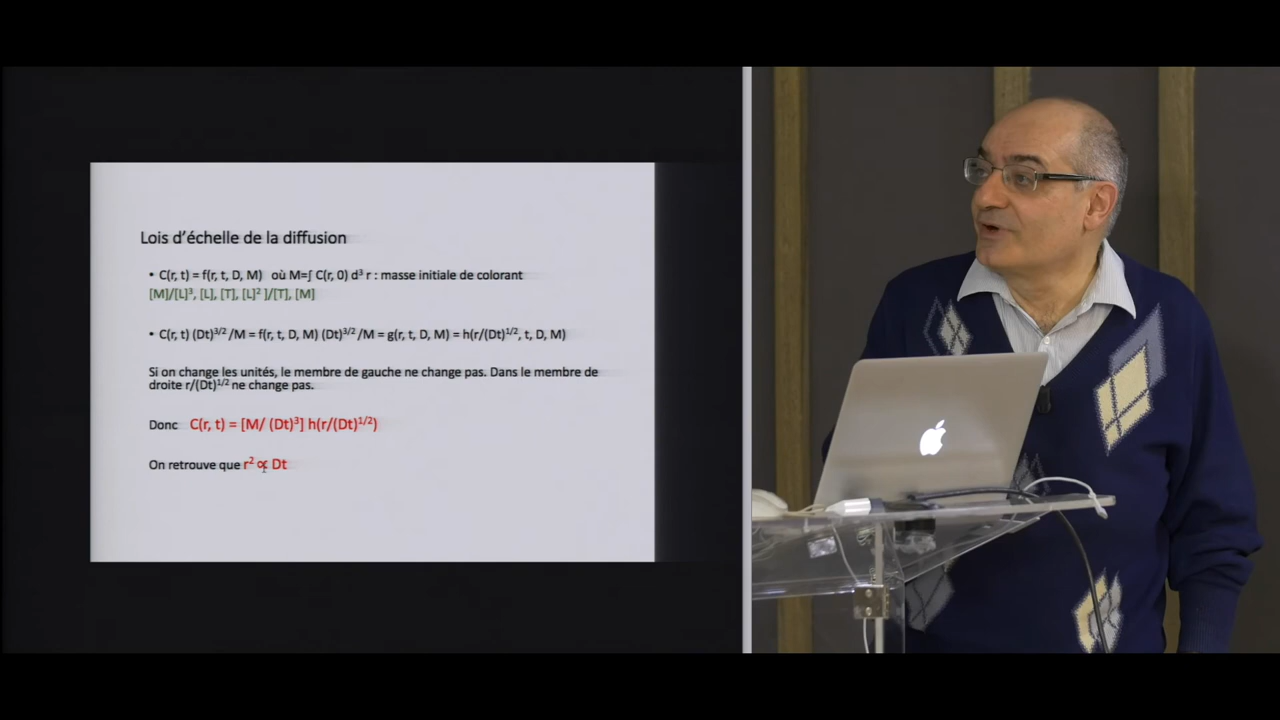 Lois d'échelle de la diffusion
• C(r, t) = f(r, t, D, M) où M=∫ C(r, 0) d³ r : masse initiale de colorant
[M]/[L]³, [L], [T], [L]² ]/[T], [M]
• C(r, t) (Dt)³/² /M = f(r, t, D, M) (Dt)³/² /M = g(r, t, D, M) = h(r/(Dt)¹/², t, D, M)
Si on change les unités, le membre de gauche ne change pas. Dans le membre de
droite r/(Dt)¹/² ne change pas.
Donc C(r, t) = [M/ (Dt)³] h(r/(Dt)¹/²)
On retrouve que r² ∝ Dt